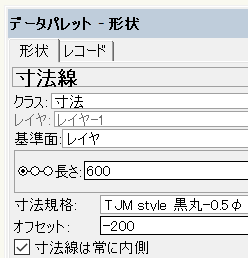 データパレット - 形状
形状 レコード
寸法線
クラス: 寸法
レイヤ: レイヤ-1
基準面: レイヤ
長さ: 600
寸法規格: TJM style 黒丸-0.5φ
オフセット: -200
寸法線は常に内側